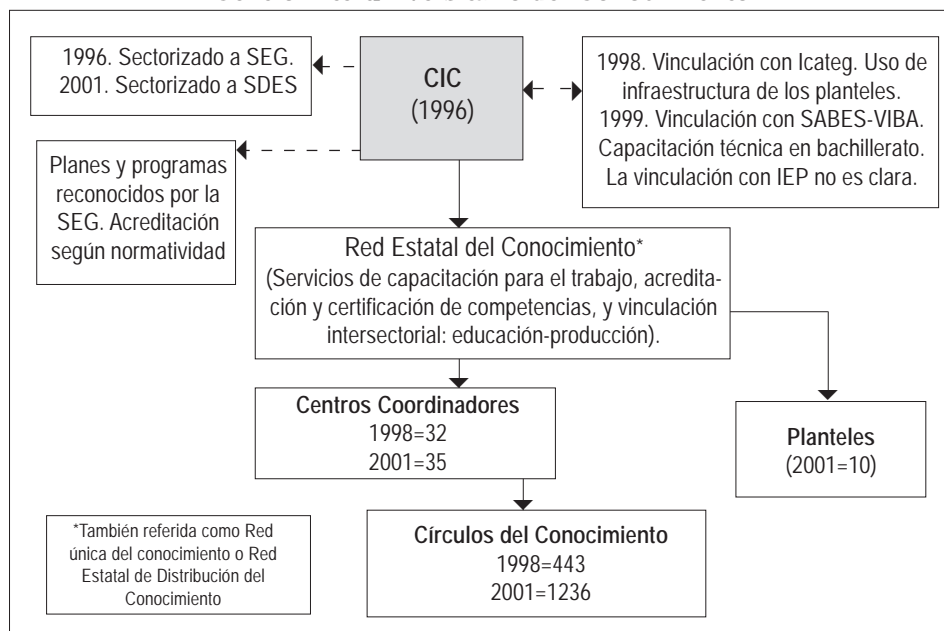 1996. Sectorizado a SEG.
2001. Sectorizado a SDES
CIC
(1996)
1998. Vinculación con Icateg. Uso de
infraestructura de los planteles.
1999. Vinculación con SABES-VIBA.
Capacitación técnica en bachillerato.
La vinculación con IEP no es clara.
Planes y programas
reconocidos por la
SEG. Acreditación
según normatividad
Red Estatal del Conocimiento*
(Servicios de capacitación para el trabajo, acredita-
ción y certificación de competencias, y vinculación
intersectorial: educación-producción).
Centros Coordinadores
1998=32
2001=35
Planteles
(2001=10)
Círculos del Conocimiento
1998=443
2001=1236
*También referida como Red
única del conocimiento o Red
Estatal de Distribución del
Conocimiento